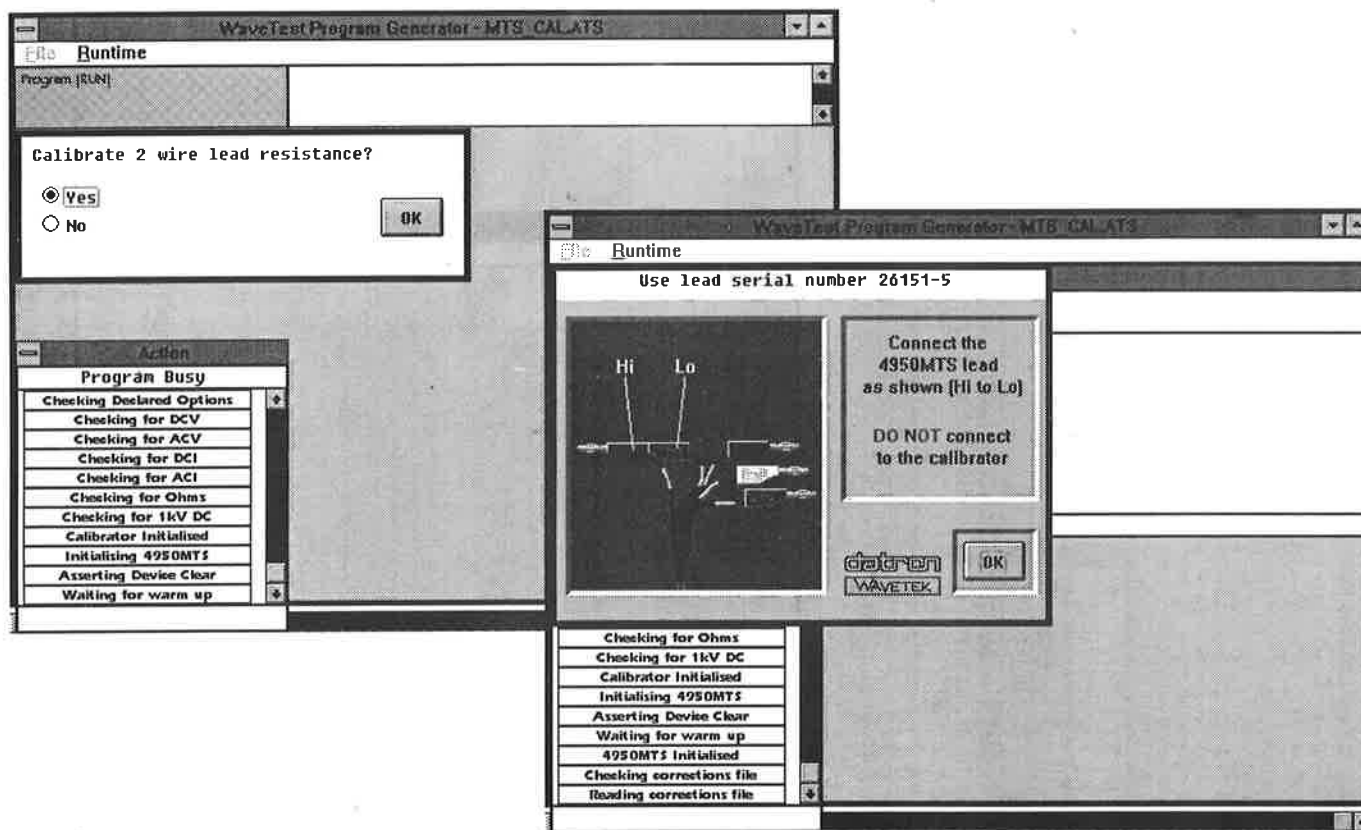 WaveTest Program Generator - MTS_CAL.ATS
File Runtime
Program [RUN]
Calibrate 2 wire lead resistance?
Yes
No
OK
Action
Program Busy
Checking Declared Options
Checking for DCV
Checking for ACV
Checking for DCI
Checking for ACI
Checking for Ohms
Checking for 1kV DC
Calibrator Initialised
Initialising 4950MTS
Asserting Device Clear
Waiting for warm up
WaveTest Program Generator - MTS_CAL.ATS
File Runtime
Use lead serial number 26151-5
Hi Lo
Connect the
4950MTS lead
as shown (Hi to Lo)
DO NOT connect
to the calibrator
datron
WAVETEK
OK
Checking for Ohms
Checking for 1kV DC
Calibrator Initialised
Initialising 4950MTS
Asserting Device Clear
Waiting for warm up
4950MTS Initialised
Checking corrections file
Reading corrections file